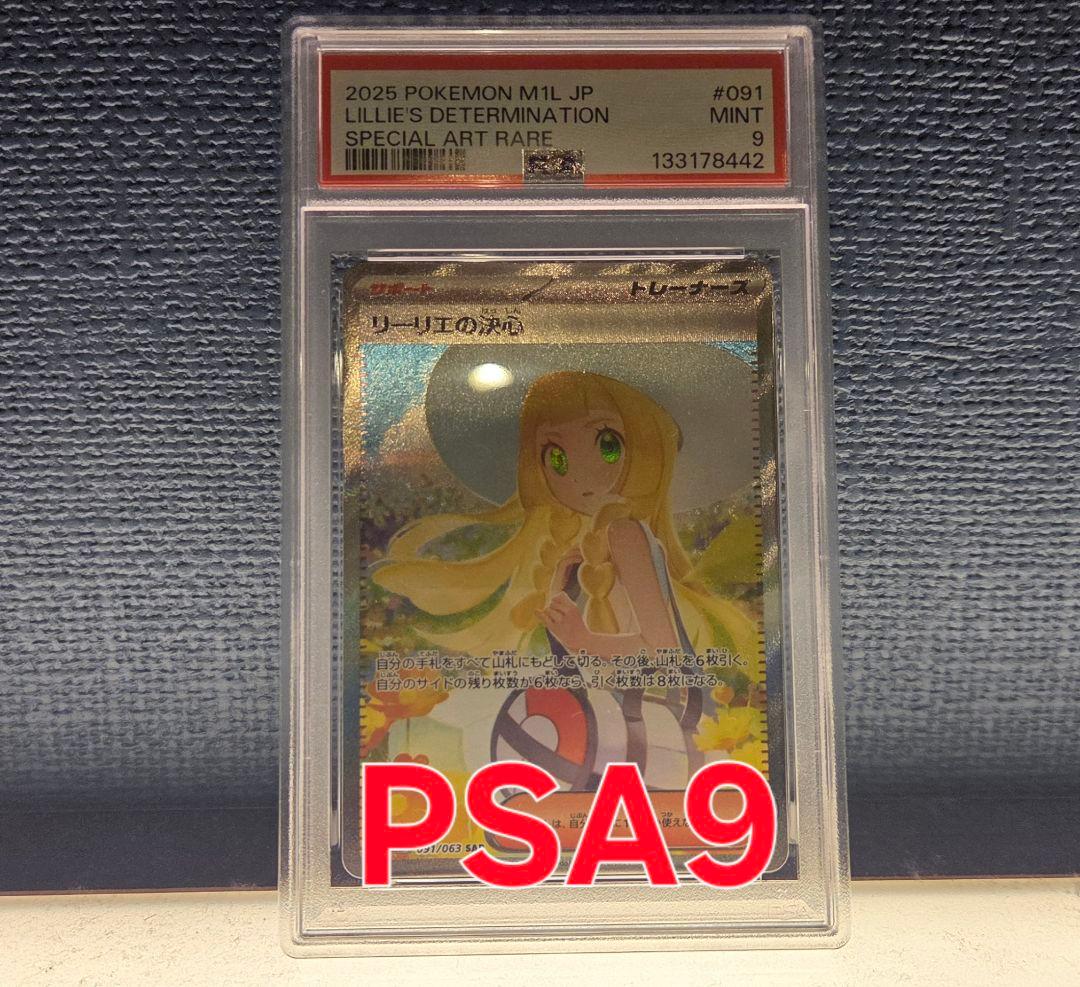 2025 POKEMON M1L JP #091
LILLIE'S DETERMINATION MINT
SPECIAL ART RARE 9
133178442
サポート トレーナーズ
リーリエの決心
自分の手札をすべて山札にもどして切る。その後、山札を6枚引く。
自分のサイドの残り枚数が6枚なら、引く枚数は8枚になる。
091/063 SAR
PSA9